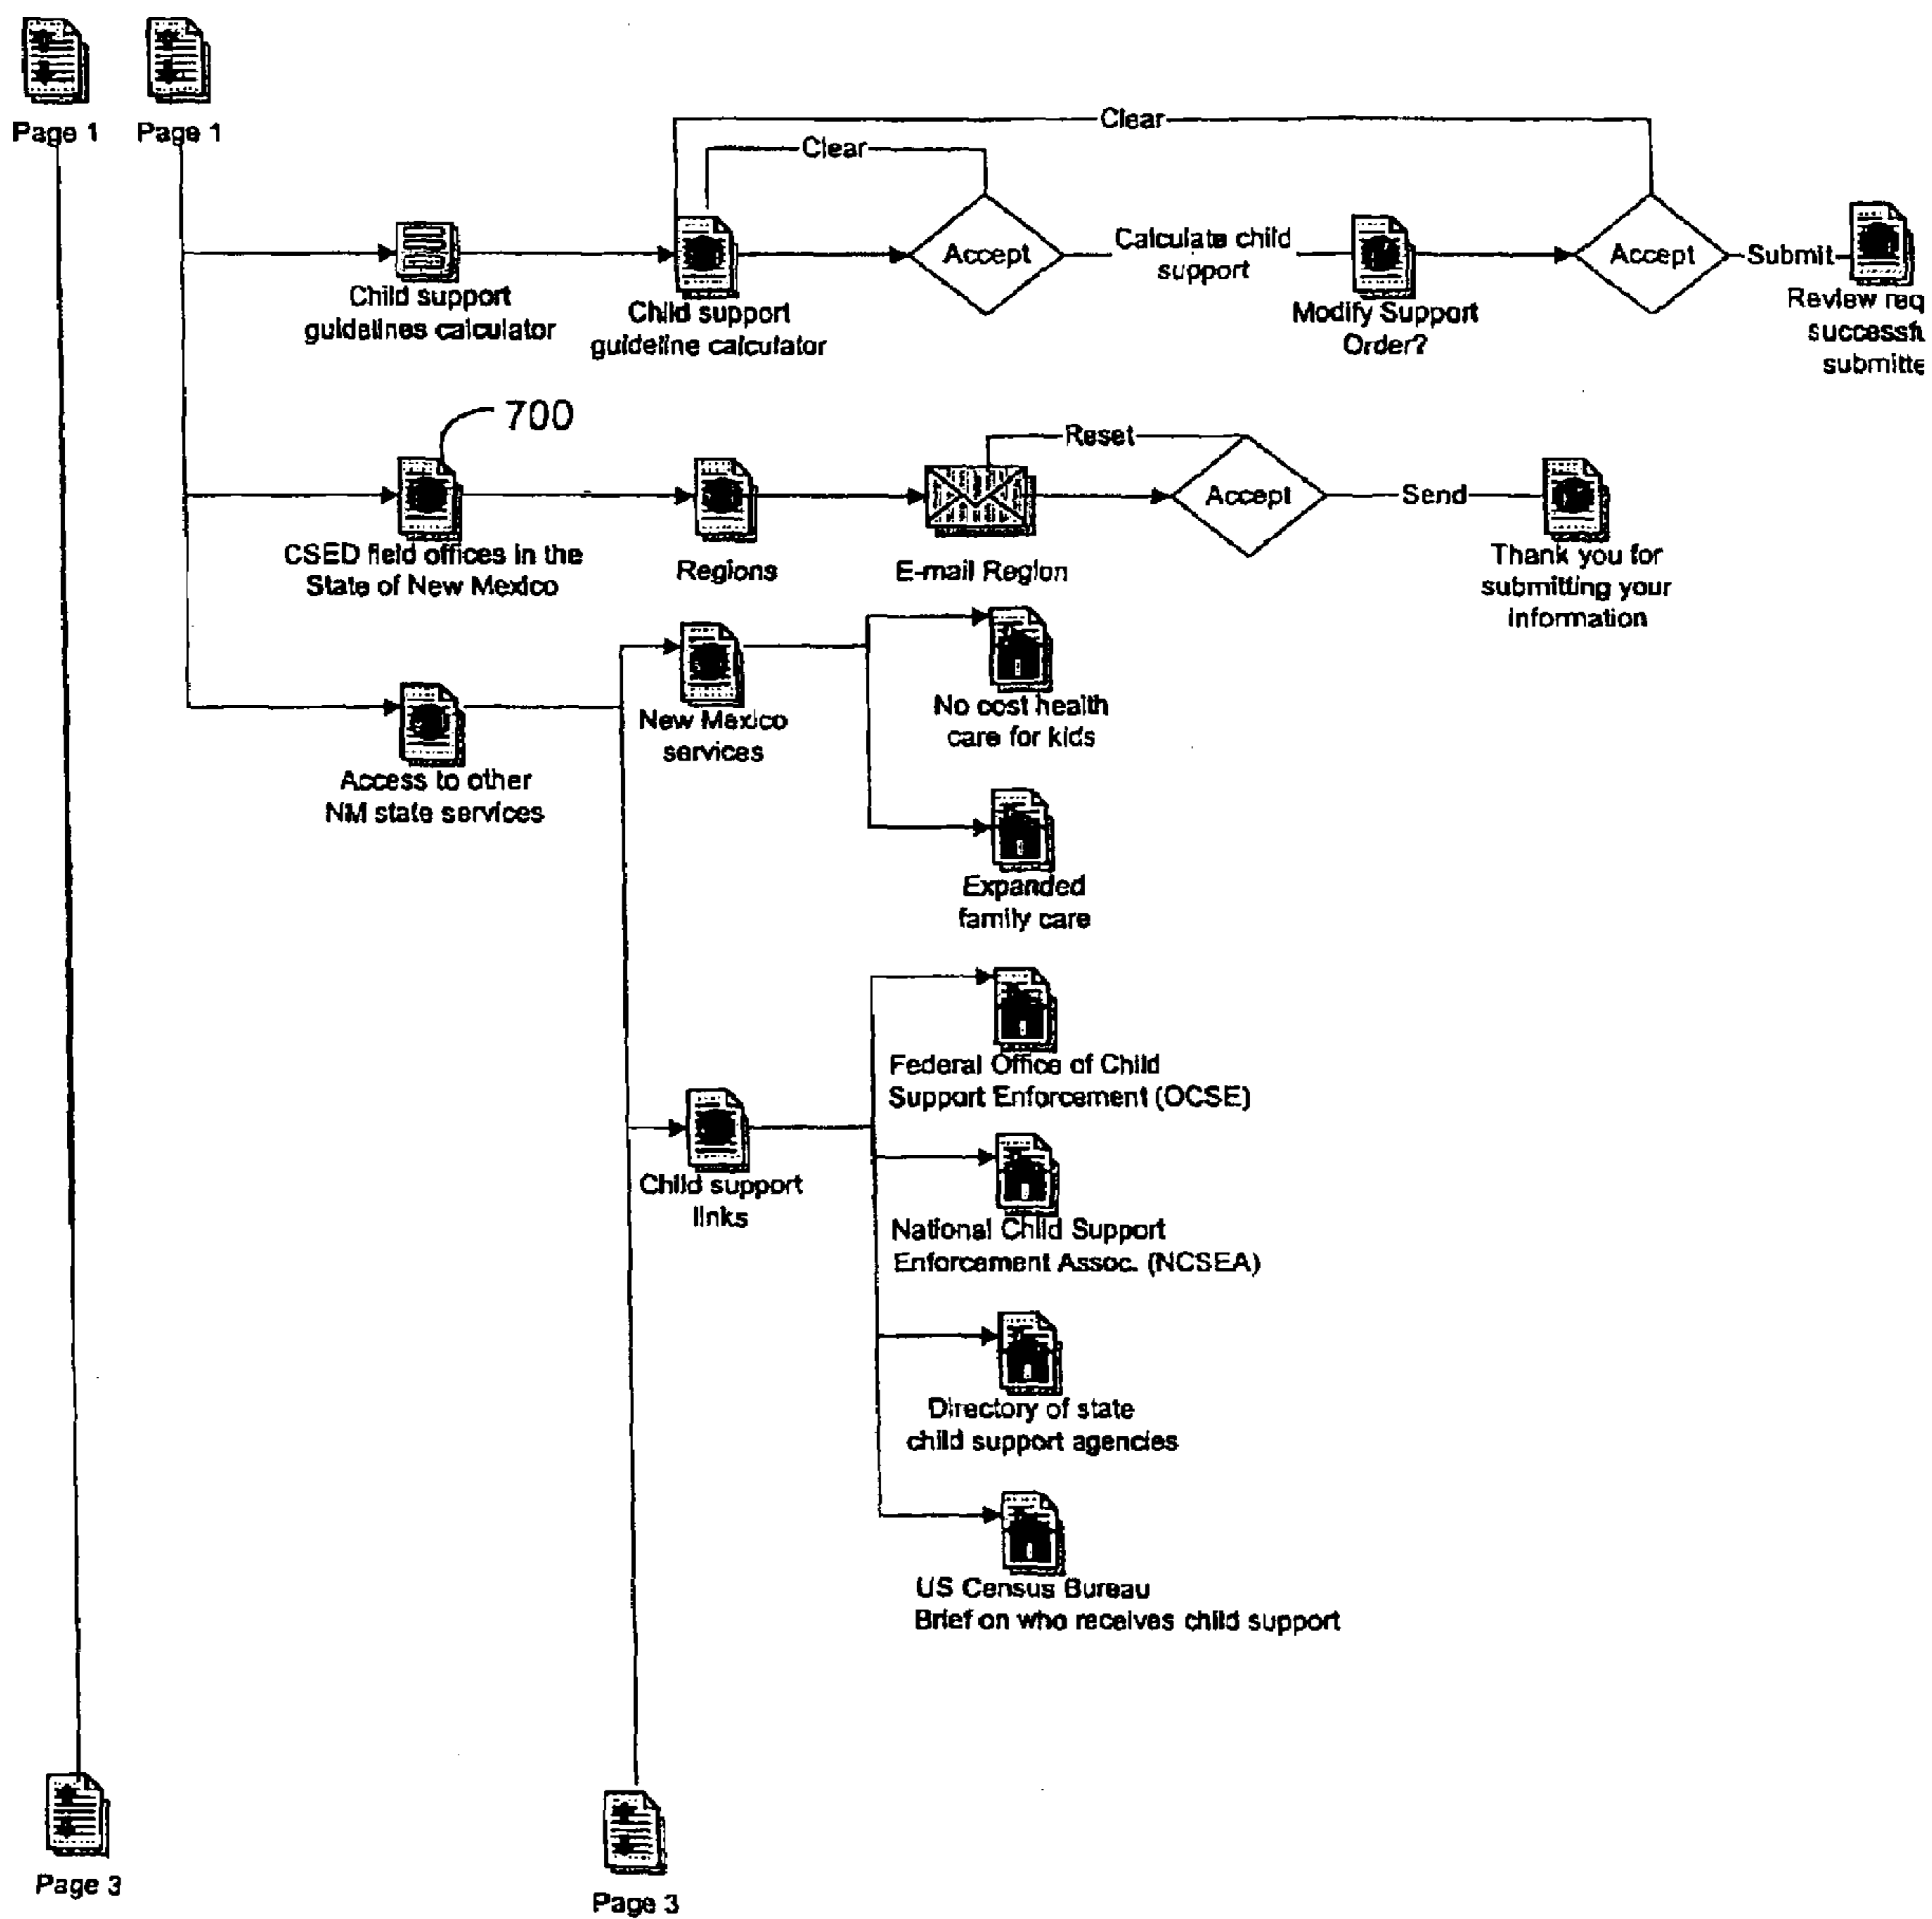 Page 1
Page 1
Clear
Clear
Accept
Calculate child
support
Accept
Submit
Child support
guidelines calculator
Child support
guideline calculator
Modify Support
Order?
Review req
successfu
submitte
700
Reset
Accept
Send
CSED field offices in the
State of New Mexico
Regions
E-mail Region
Thank you for
submitting your
information
New Mexico
services
No cost health
care for kids
Access to other
NM state services
Expanded
family care
Federal Office of Child
Support Enforcement (OCSE)
Child support
links
National Child Support
Enforcement Assoc. (NCSEA)
Directory of state
child support agencies
US Census Bureau
Brief on who receives child support
Page 3
Page 3